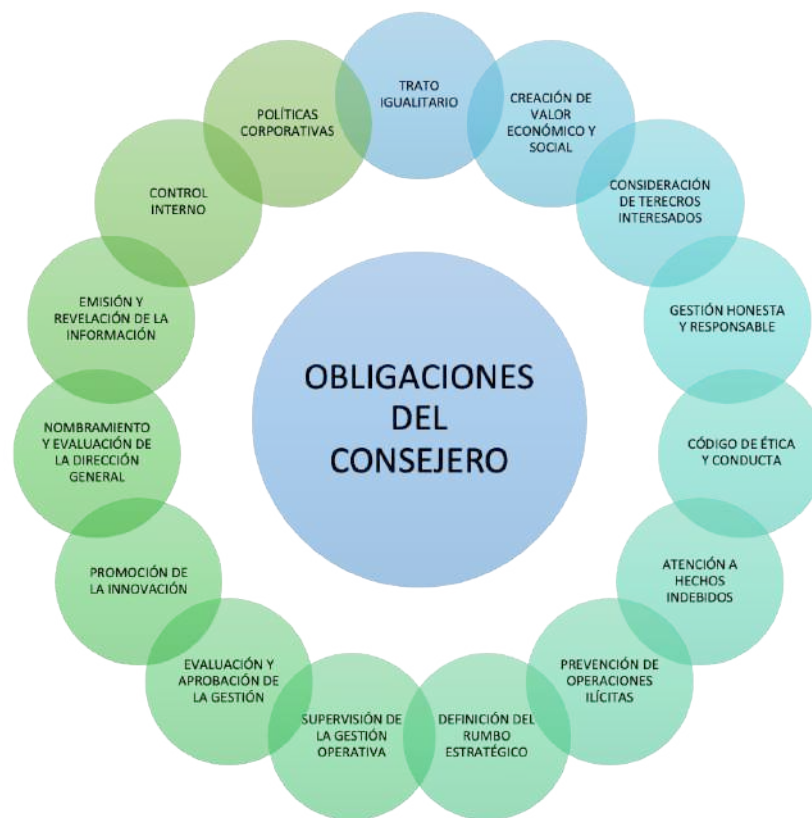 TRATO
IGUALITARIO
CREACIÓN DE
VALOR
ECONÓMICO Y
SOCIAL
CONSIDERACIÓN
DE TERECROS
INTERESADOS
GESTIÓN HONESTA
Y RESPONSABLE
CÓDIGO DE ÉTICA
Y CONDUCTA
ATENCIÓN A
HECHOS
INDEBIDOS
PREVENCIÓN DE
OPERACIONES
ILÍCITAS
DEFINICIÓN DEL
RUMBO
ESTRATÉGICO
SUPERVISIÓN DE
LA GESTIÓN
OPERATIVA
EVALUACIÓN Y
APROBACIÓN DE
LA GESTIÓN
PROMOCIÓN DE
LA INNOVACIÓN
NOMBRAMIENTO
Y EVALUACIÓN DE
LA DIRECCIÓN
GENERAL
EMISIÓN Y
REVELACIÓN DE LA
INFORMACIÓN
CONTROL
INTERNO
POLÍTICAS
CORPORATIVAS
OBLIGACIONES
DEL
CONSEJERO